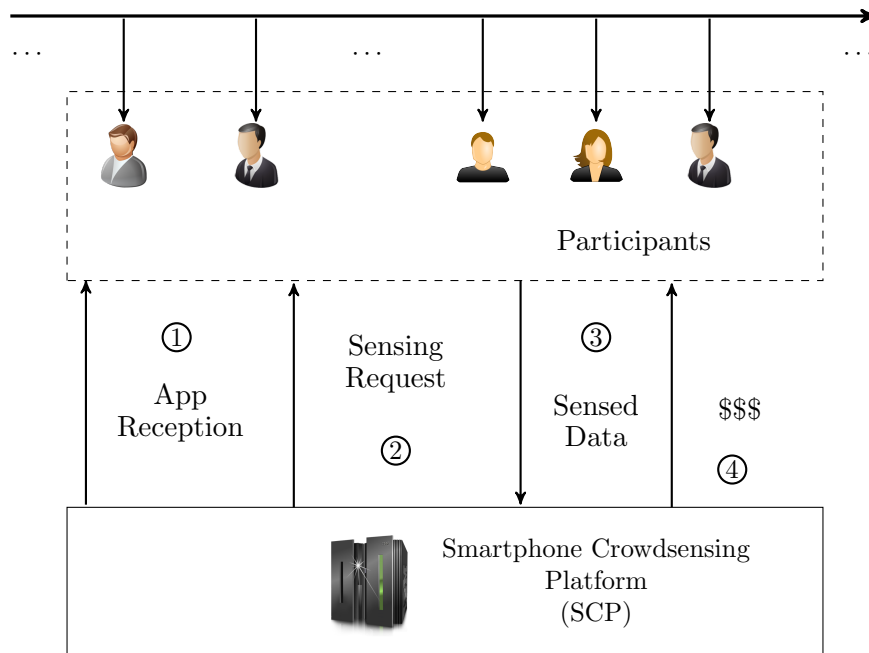 ... ... ...
Participants
①
App
Reception
Sensing
Request
②
③
Sensed
Data
$$$
④
Smartphone Crowdsensing
Platform
(SCP)